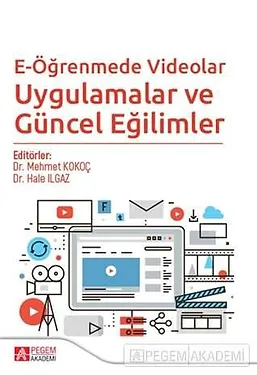 E-Öğrenmede Videolar
Uygulamalar ve
Güncel Eğilimler
Editörler:
Dr. Mehmet KOKOÇ
Dr. Hale ILGAZ
F
t
PEGEM
AKADEMİ
PEGEM
AKADEMİ